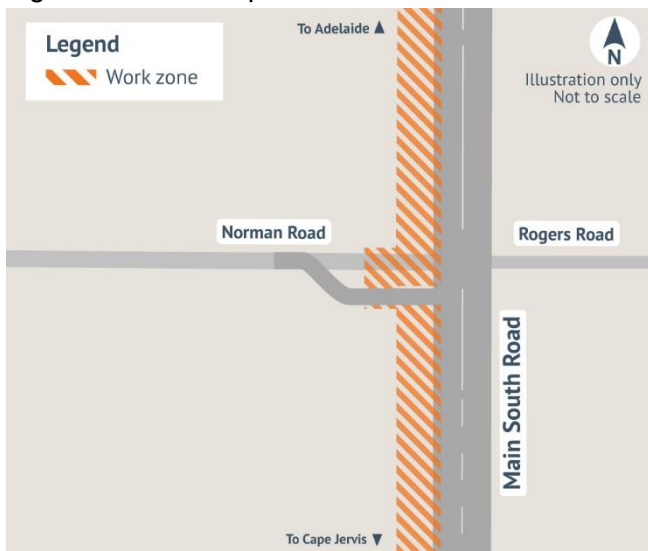 To Adelaide ▲
Legend
Work zone
N
Illustration only
Not to scale
Norman Road
Rogers Road
Main South Road
To Cape Jervis ▼